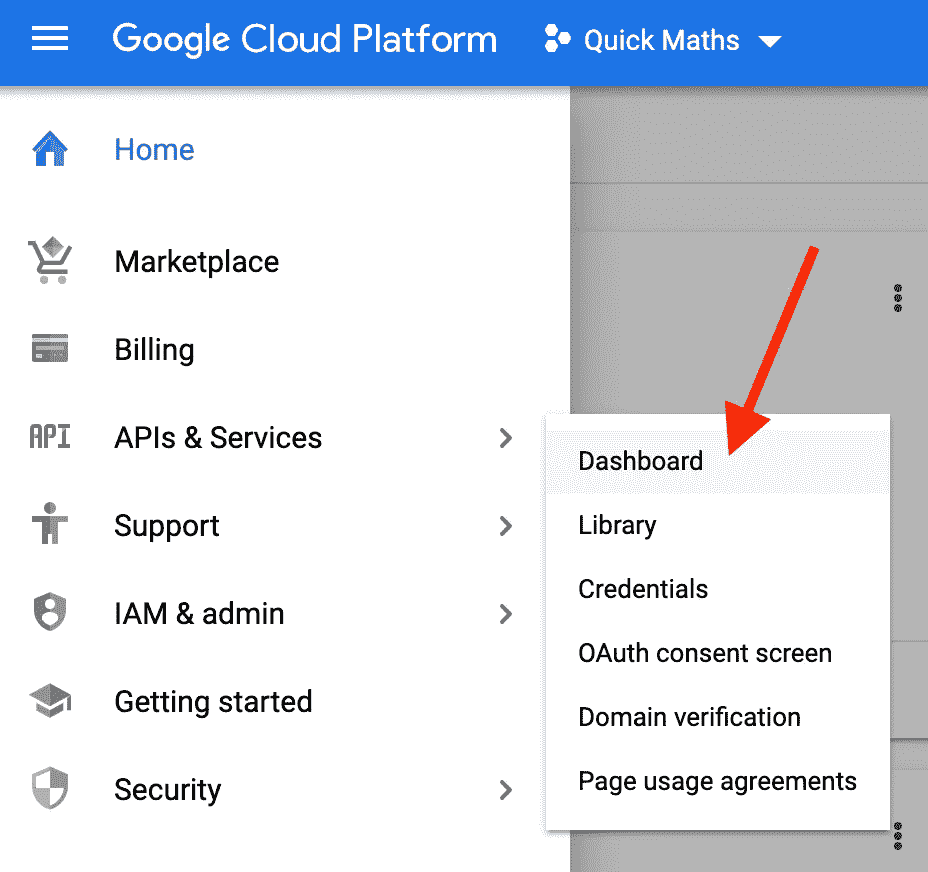 Google Cloud Platform Quick Maths
Home
Marketplace
Billing
API APIs & Services
Support
IAM & admin
Getting started
Security
Dashboard
Library
Credentials
OAuth consent screen
Domain verification
Page usage agreements